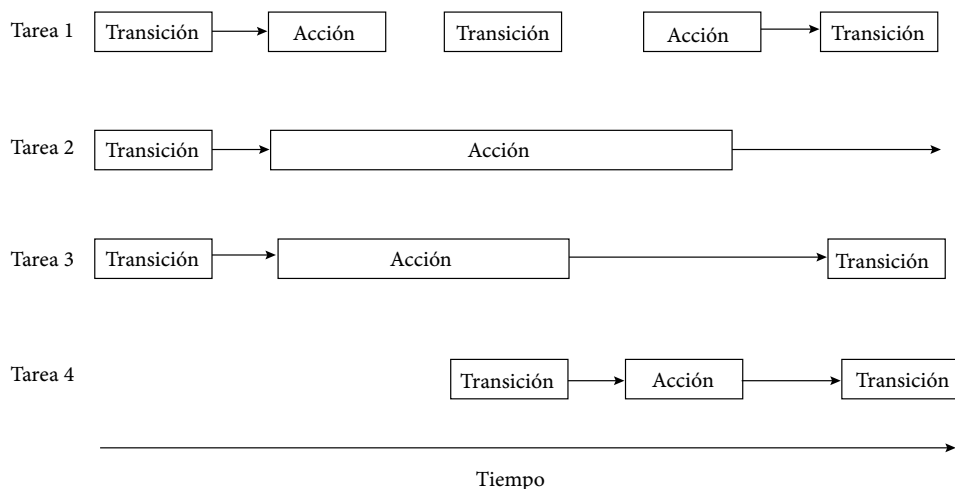 Tarea 1 Transición Acción Transición Acción Transición
Tarea 2 Transición Acción
Tarea 3 Transición Acción Transición
Tarea 4 Transición Acción Transición
Tiempo